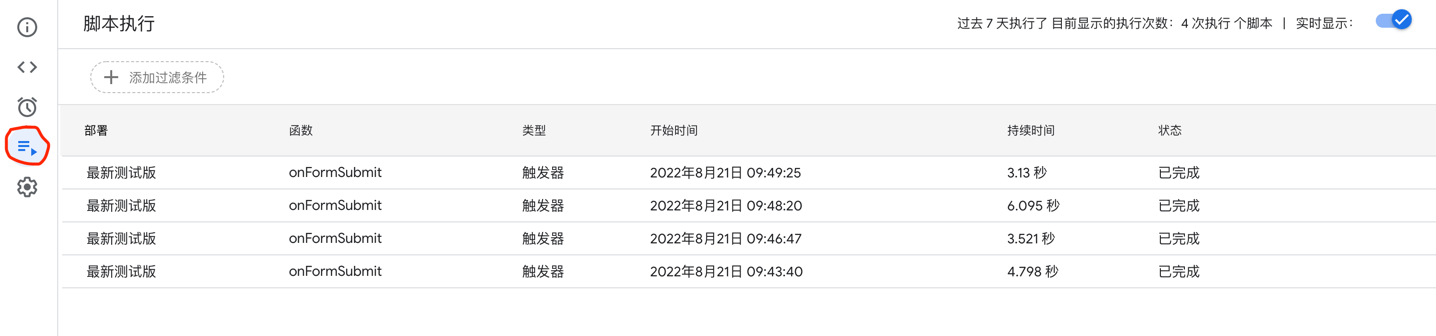 脚本执行 过去 7 天执行了 目前显示的执行次数：4 次执行 个脚本 | 实时显示：
添加过滤条件
部署 函数 类型 开始时间 持续时间 状态
最新测试版 onFormSubmit 触发器 2022年8月21日 09:49:25 3.13 秒 已完成
最新测试版 onFormSubmit 触发器 2022年8月21日 09:48:20 6.095 秒 已完成
最新测试版 onFormSubmit 触发器 2022年8月21日 09:46:47 3.521 秒 已完成
最新测试版 onFormSubmit 触发器 2022年8月21日 09:43:40 4.798 秒 已完成